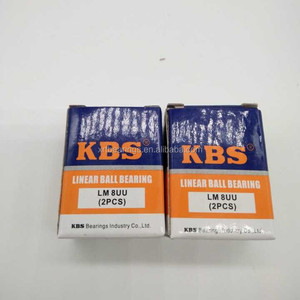 KBS®
LINEAR BALL BEARING
LM 8UU
(2PCS)
KBS Bearings Industry Co., Ltd.
KBS®
LINEAR BALL BEARING
LM 8UU
(2PCS)
KBS Bearings Industry Co., Ltd.